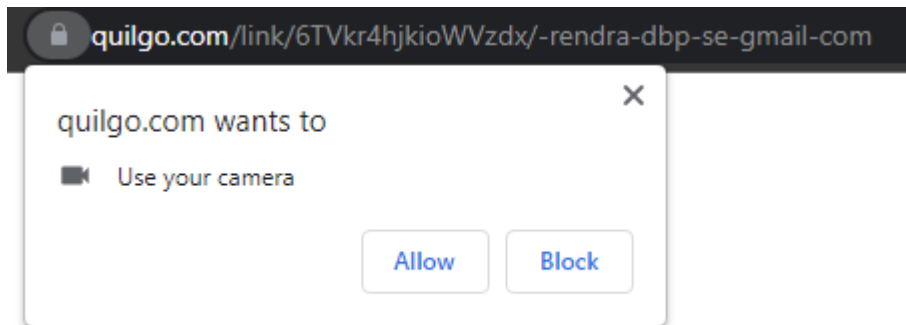 quilgo.com/link/6TVkr4hjkioWVzdx/-rendra-dbp-se-gmail-com
quilgo.com wants to
Use your camera
Allow Block